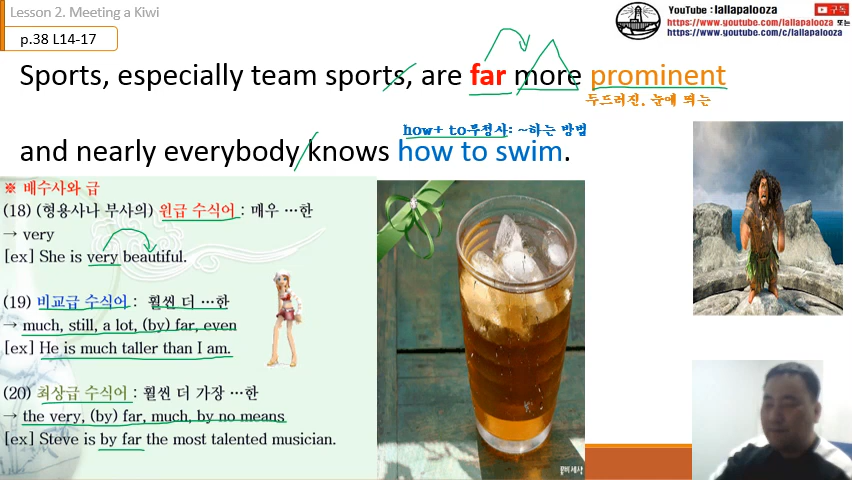 Lesson 2. Meeting a Kiwi
p.38 L14-17
YouTube : lallapalooza
구독
https://www.youtube.com/lallapalooza 또는
https://www.youtube.com/c/lallapalooza
Sports, especially team sports, are far more prominent
두드러진, 눈에 띄는
how+ to부정사: ~하는 방법
and nearly everybody knows how to swim.
※ 배수사와 급
(18) (형용사나 부사의) 원급 수식어 : 매우 …한
→ very
[ex] She is very beautiful.
(19) 비교급 수식어 : 훨씬 더 …한
→ much, still, a lot, (by) far, even
[ex] He is much taller than I am.
(20) 최상급 수식어 : 훨씬 더 가장 …한
→ the very, (by) far, much, by no means
[ex] Steve is by far the most talented musician.